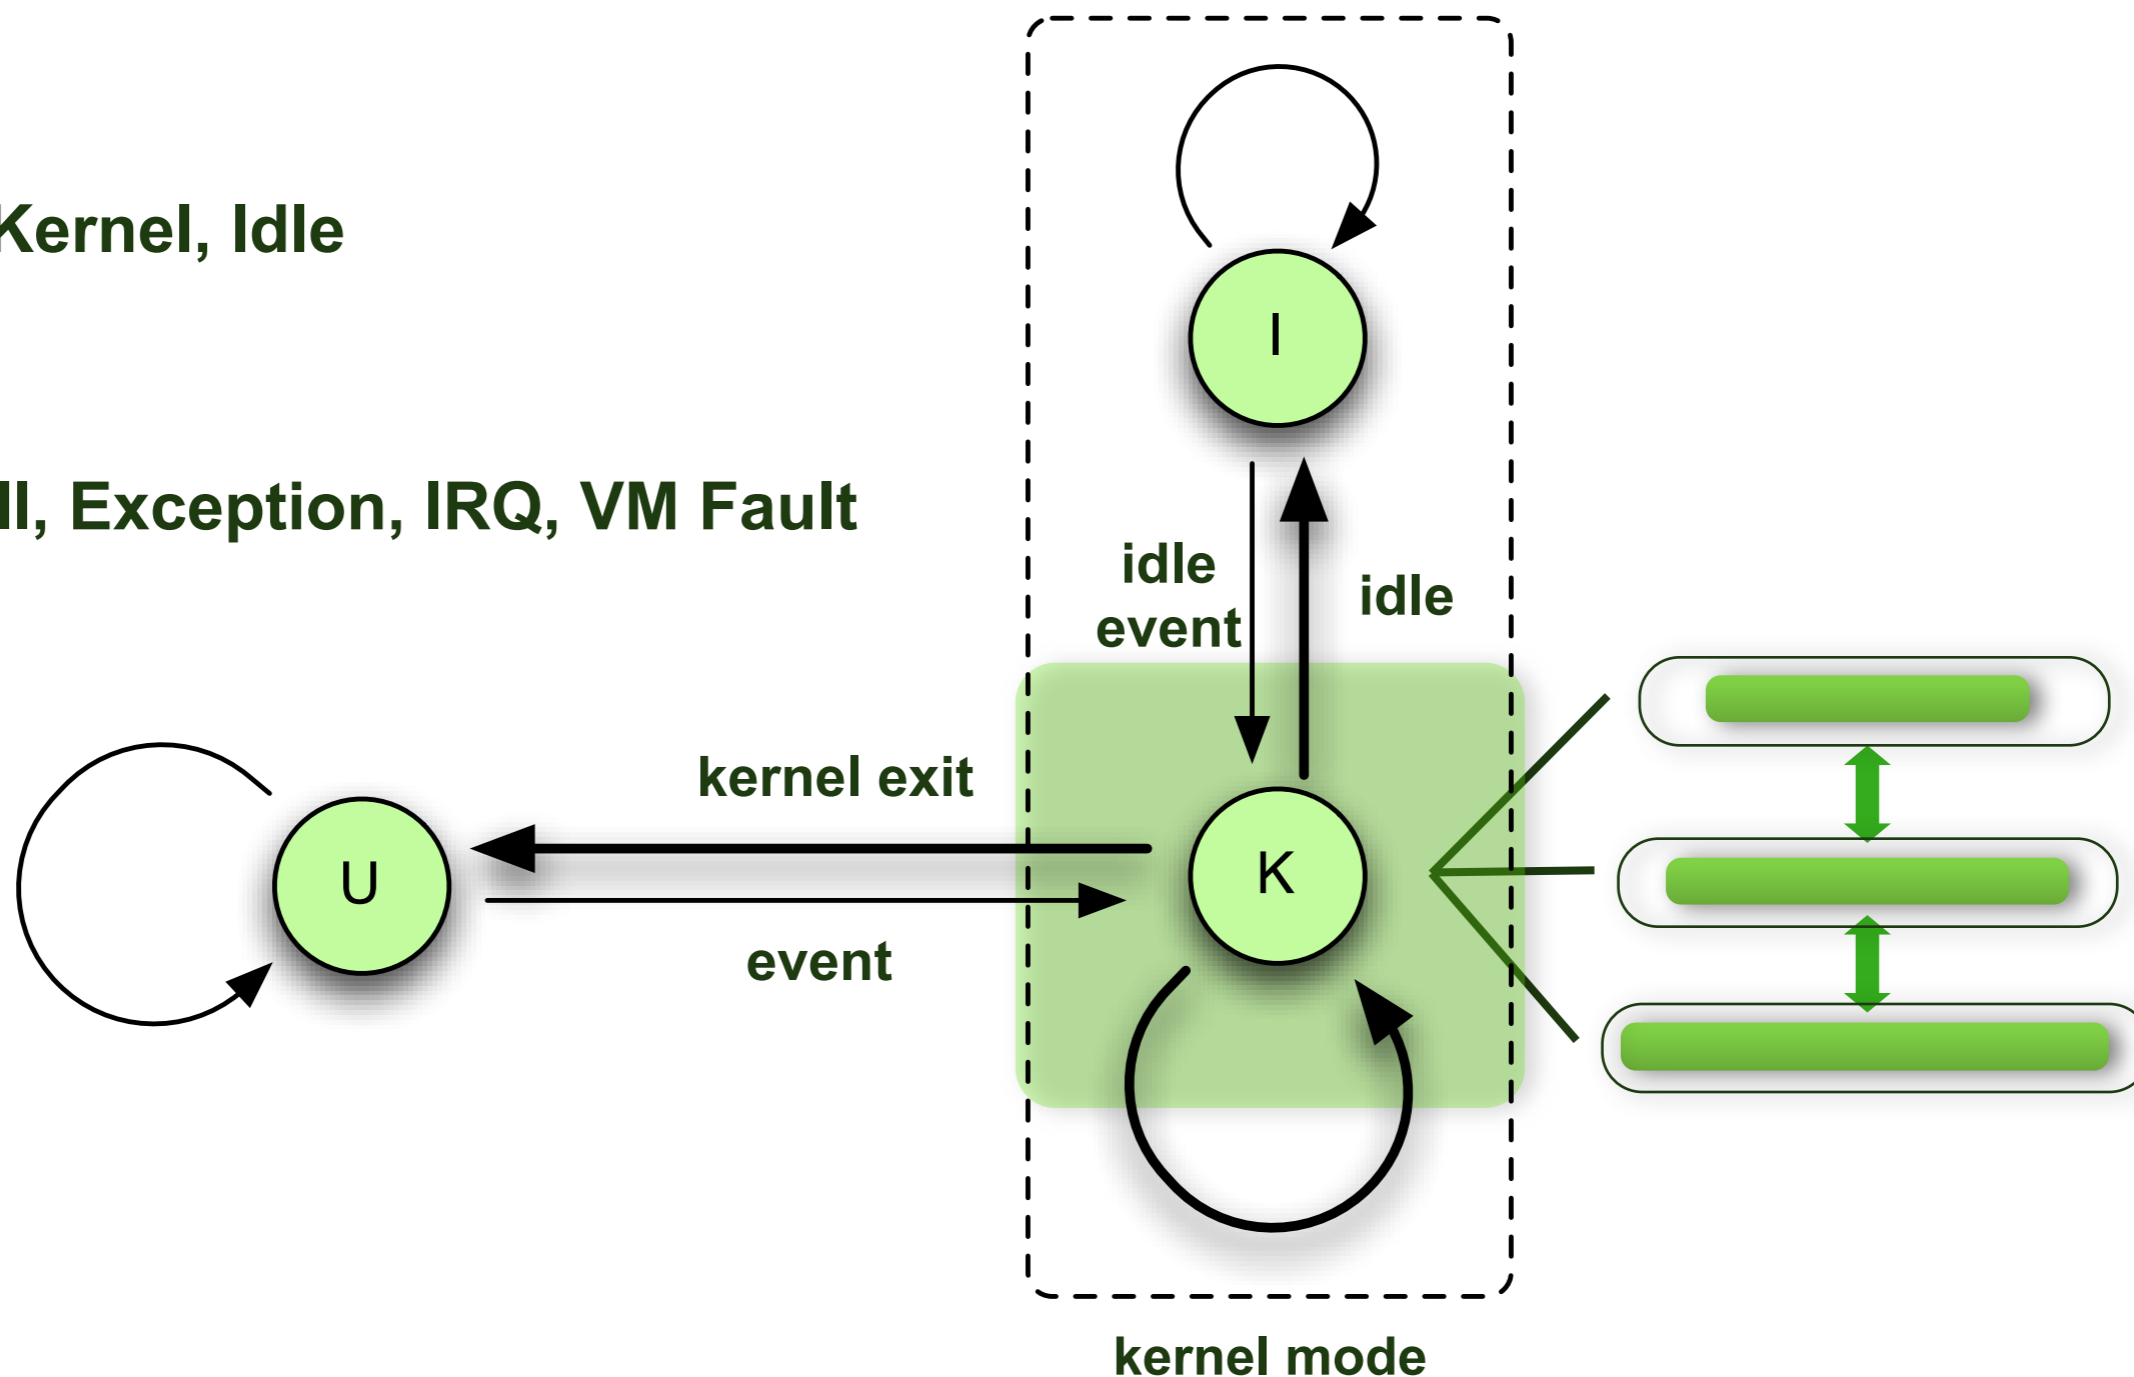 Kernel, Idle
I
ll, Exception, IRQ, VM Fault
idle
event
idle
kernel exit
U
K
event
kernel mode